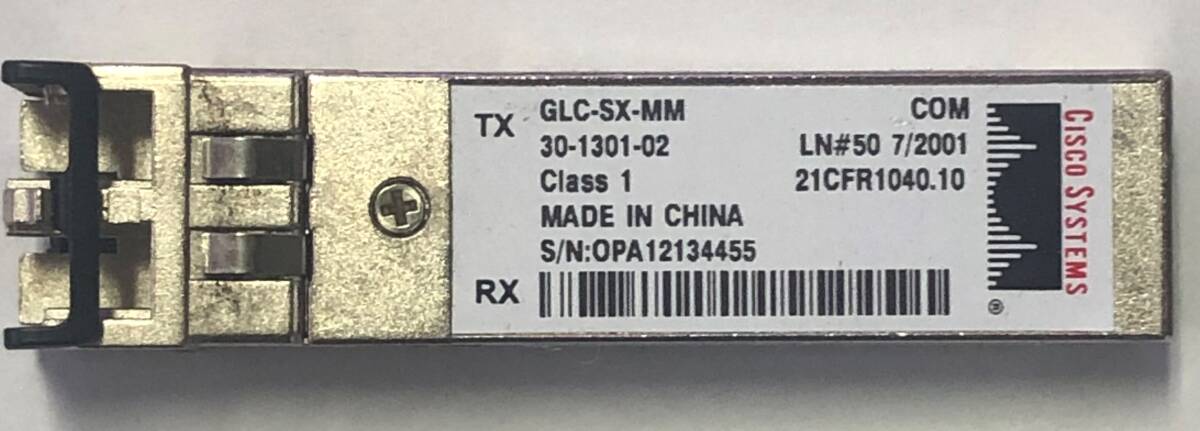 TX
GLC-SX-MM
COM
30-1301-02
LN#50 7/2001
Class 1
21CFR1040.10
MADE IN CHINA
S/N:OPA12134455
RX
CISCO SYSTEMS
®